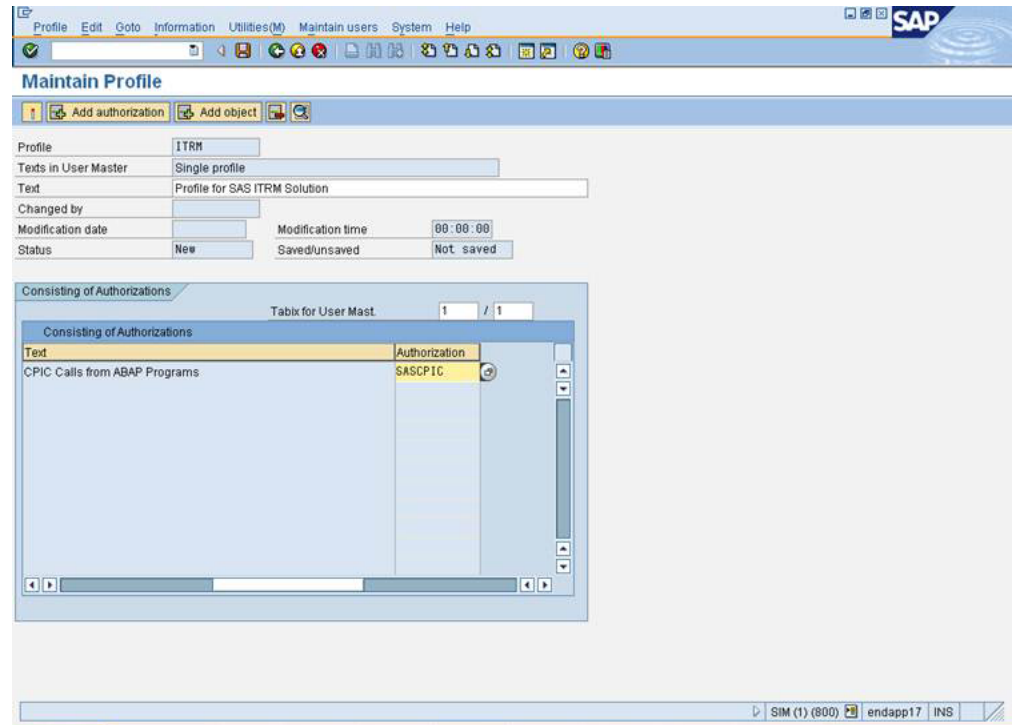 Profile Edit Goto Information Utilities(M) Maintain users System Help
SAP
Maintain Profile
Add authorization Add object
Profile ITRM
Texts in User Master Single profile
Text Profile for SAS ITRM Solution
Changed by
Modification date Modification time 00:00:00
Status New Saved/unsaved Not saved
Consisting of Authorizations
Tabix for User Mast. 1 / 1
Consisting of Authorizations
Text Authorization
CPIC Calls from ABAP Programs SASCPIC
SIM (1) (800) endapp17 INS